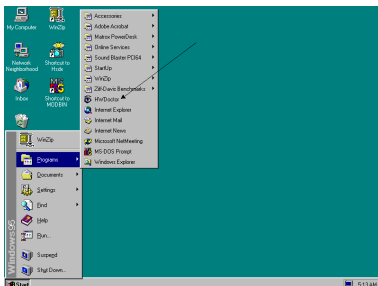 My Computer
WinZip
Network
Neighborhood
Shortcut to
Hsdk
Inbox
Shortcut to
MODBIN
WinZip
Programs
Documents
Settings
Find
Help
Run...
Suspend
Shut Down...
Windows95
Accessories
Adobe Acrobat
Matrox PowerDesk
Online Services
Sound Blaster PCI64
StartUp
WinZip
Ziff-Davis Benchmarks
HwDoctor
Internet Explorer
Internet Mail
Internet News
Microsoft NetMeeting
MS-DOS Prompt
Windows Explorer
Start
5:13 AM